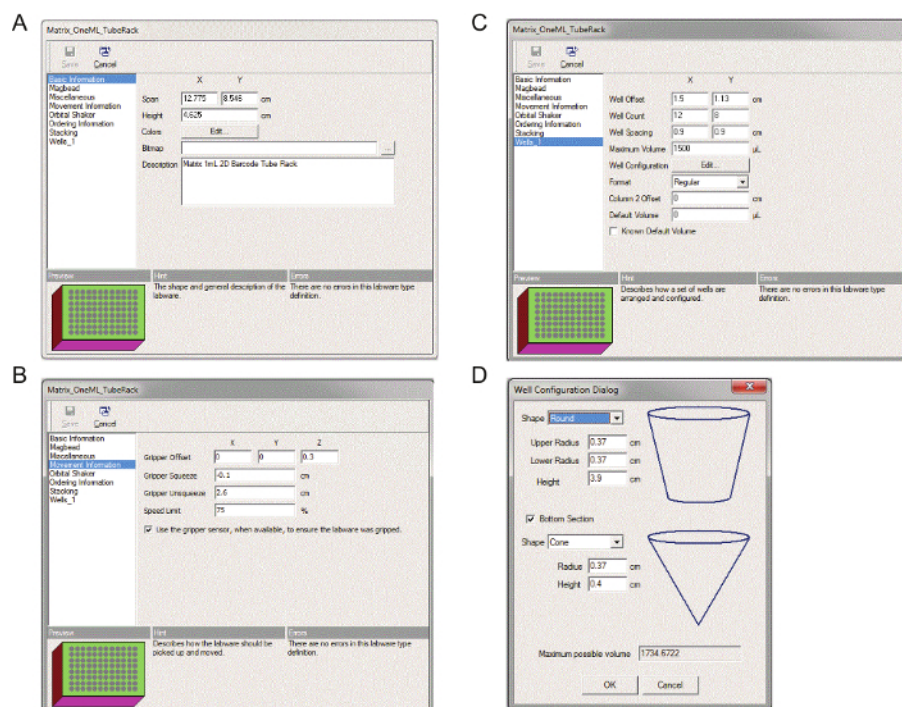 A
Matrix_OneML_TubeRack
Save Cancel
Basic Information
Magbead
Miscellaneous
Movement Information
Orbital Shaker
Ordering Information
Stacking
Wells_1
X Y
Span 12.775 8.546 cm
Height 4.625 cm
Colors Edit...
Bitmap ...
Description Matrix 1mL 2D Barcode Tube Rack
Preview Hint Errors
The shape and general description of the labware. There are no errors in this labware type definition.
B
Matrix_OneML_TubeRack
Save Cancel
Basic Information
Magbead
Miscellaneous
Movement Information
Orbital Shaker
Ordering Information
Stacking
Wells_1
X Y Z
Gripper Offset 0 0 0.3
Gripper Squeeze -0.1 cm
Gripper Unsqueeze 2.6 cm
Speed Limit 75 %
Use the gripper sensor, when available, to ensure the labware was gripped.
Preview Hint Errors
Describes how the labware should be picked up and moved. There are no errors in this labware type definition.
C
Matrix_OneML_TubeRack
Save Cancel
Basic Information
Magbead
Miscellaneous
Movement Information
Orbital Shaker
Ordering Information
Stacking
Wells_1
X Y
Well Offset 1.5 1.13 cm
Well Count 12 8
Well Spacing 0.9 0.9 cm
Maximum Volume 1500 µL
Well Configuration Edit...
Format Regular
Column 2 Offset 0 cm
Default Volume 0 µL
Known Default Volume
Preview Hint Errors
Describes how a set of wells are arranged and configured. There are no errors in this labware type definition.
D
Well Configuration Dialog
Shape Round
Upper Radius 0.37 cm
Lower Radius 0.37 cm
Height 3.9 cm
Bottom Section
Shape Cone
Radius 0.37 cm
Height 0.4 cm
Maximum possible volume 1734.6722
OK Cancel